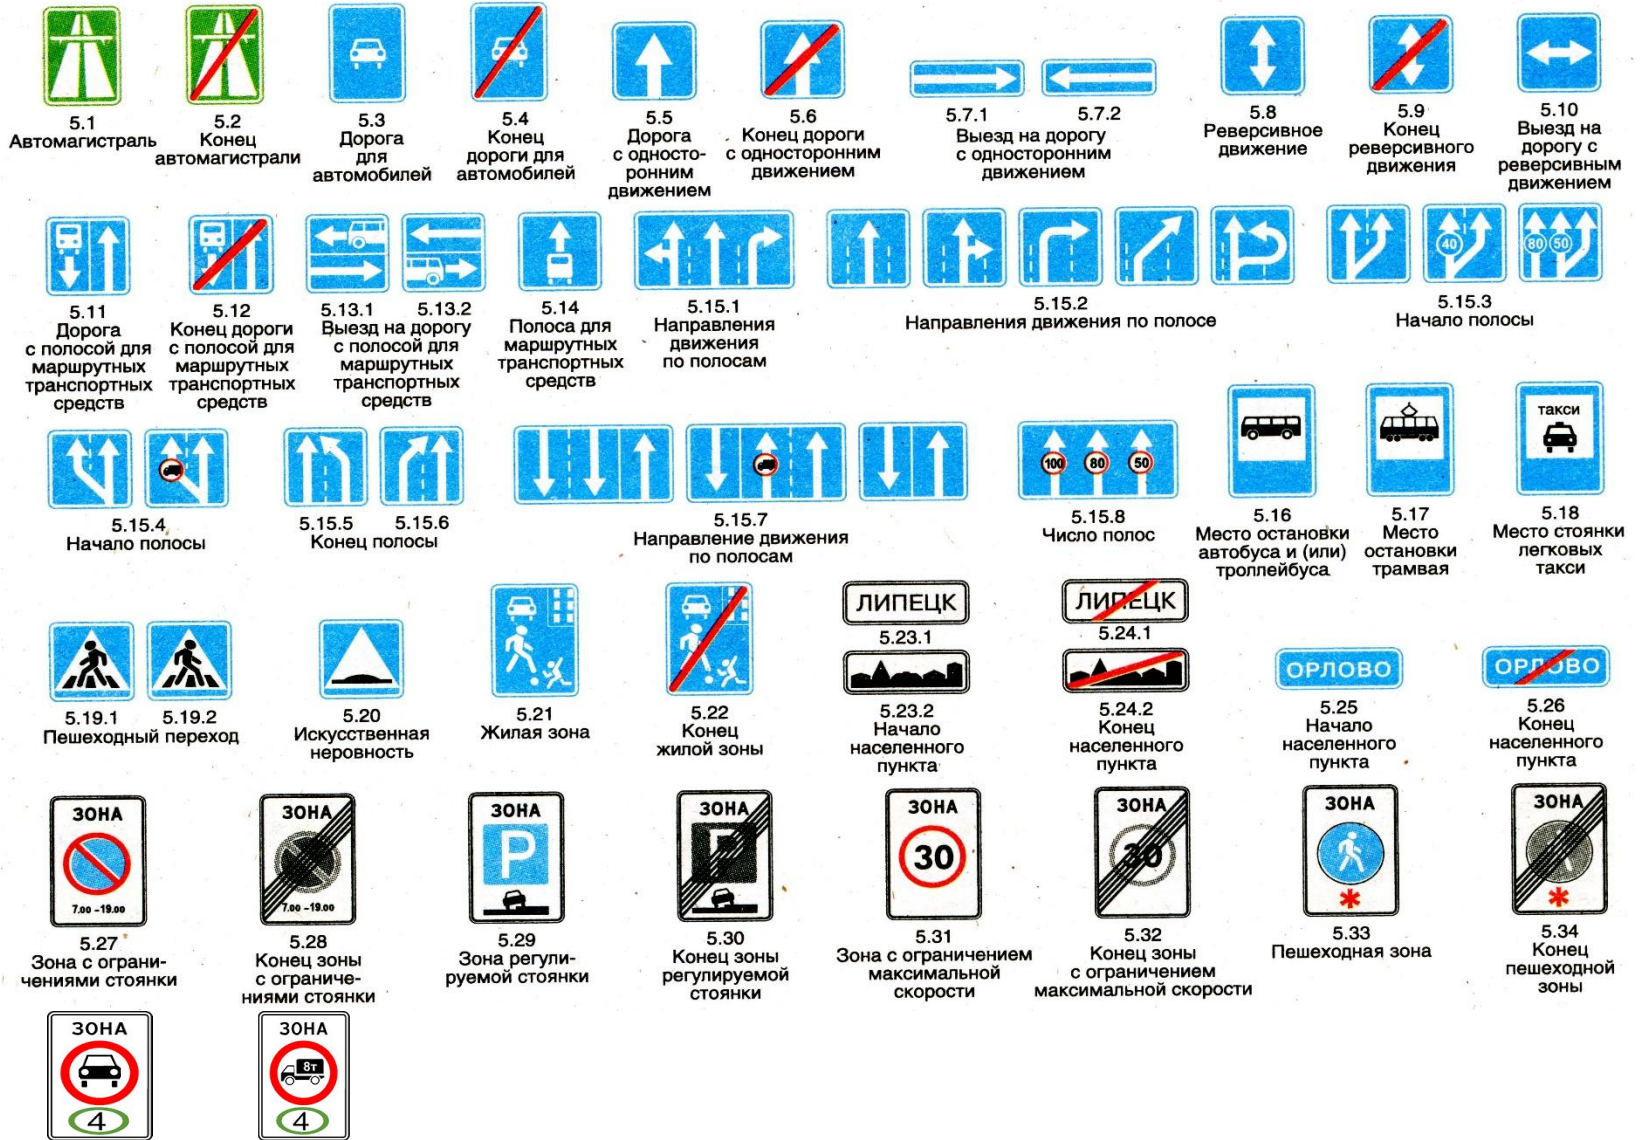 5.1
Автомагистраль
5.2
Конец
автомагистрали
5.3
Дорога
для
автомобилей
5.4
Конец
дороги для
автомобилей
5.5
Дорога
с односто-
ронним
движением
5.6
Конец дороги
с односторонним
движением
5.7.1 5.7.2
Выезд на дорогу
с односторонним
движением
5.8
Реверсивное
движение
5.9
Конец
реверсивного
движения
5.10
Выезд на
дорогу с
реверсивным
движением
5.11
Дорога
с полосой для
маршрутных
транспортных
средств
5.12
Конец дороги
с полосой для
маршрутных
транспортных
средств
5.13.1 5.13.2
Выезд на дорогу
с полосой для
маршрутных
транспортных
средств
5.14
Полоса для
маршрутных
транспортных
средств
5.15.1
Направления
движения
по полосам
5.15.2
Направления движения по полосе
40
80 50
5.15.3
Начало полосы
5.15.4
Начало полосы
5.15.5 5.15.6
Конец полосы
5.15.7
Направление движения
по полосам
100 80 50
5.15.8
Число полос
5.16
Место остановки
автобуса и (или)
троллейбуса
5.17
Место
остановки
трамвая
такси
5.18
Место стоянки
легковых
такси
5.19.1 5.19.2
Пешеходный переход
5.20
Искусственная
неровность
5.21
Жилая зона
5.22
Конец
жилой зоны
ЛИПЕЦК
5.23.1
5.23.2
Начало
населенного
пункта
ЛИПЕЦК
5.24.1
5.24.2
Конец
населенного
пункта
ОРЛОВО
5.25
Начало
населенного
пункта
ОРЛОВО
5.26
Конец
населенного
пункта
ЗОНА
7.00 –19.00
5.27
Зона с ограни-
чениями стоянки
ЗОНА
7.00 –19.00
5.28
Конец зоны
с ограниче-
ниями стоянки
ЗОНА
P
5.29
Зона регули-
руемой стоянки
ЗОНА
P
5.30
Конец зоны
регулируемой
стоянки
ЗОНА
30
5.31
Зона с ограничением
максимальной
скорости
ЗОНА
30
5.32
Конец зоны
с ограничением
максимальной скорости
ЗОНА
*
5.33
Пешеходная зона
ЗОНА
*
5.34
Конец
пешеходной
зоны
ЗОНА
4
ЗОНА
8т
4